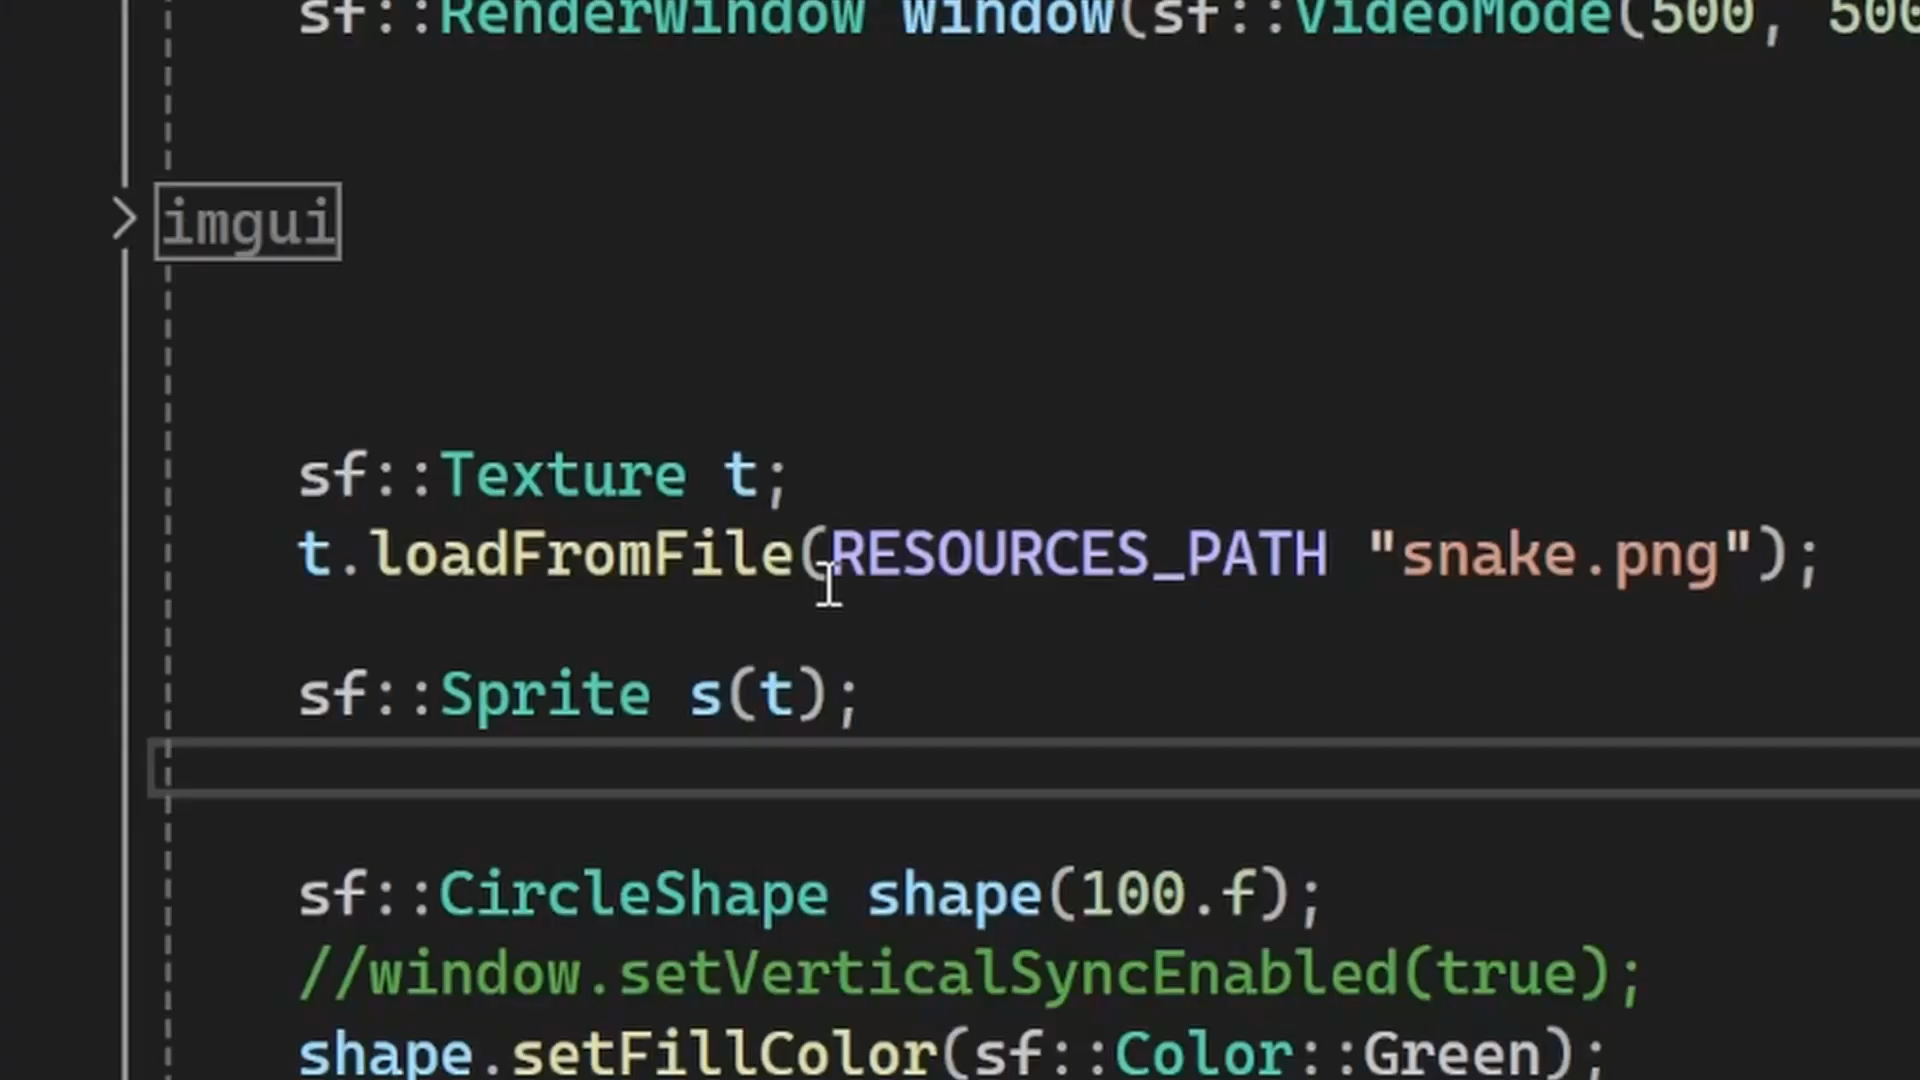 sf::RenderWindow window(sf::VideoMode(500, 500
imgui
sf::Texture t;
t.loadFromFile(RESOURCES_PATH "snake.png");
sf::Sprite s(t);
sf::CircleShape shape(100.f);
//window.setVerticalSyncEnabled(true);
shape.setFillColor(sf::Color::Green);